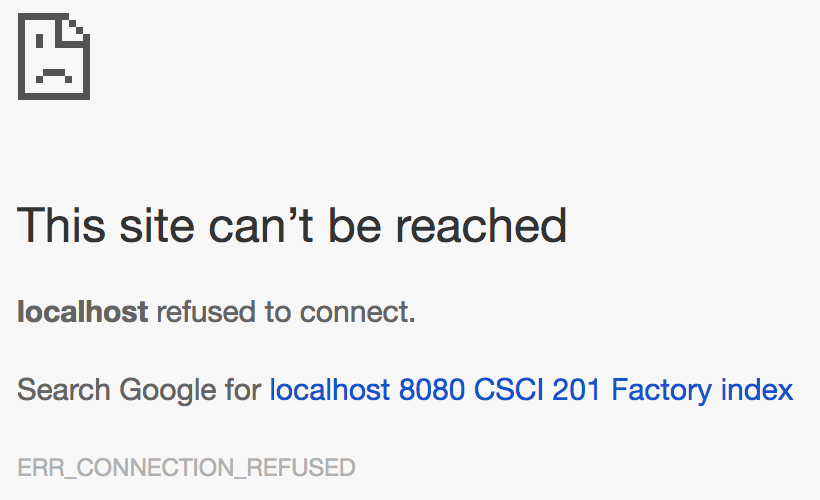 This site can’t be reached
localhost refused to connect.
Search Google for localhost 8080 CSCI 201 Factory index
ERR_CONNECTION_REFUSED